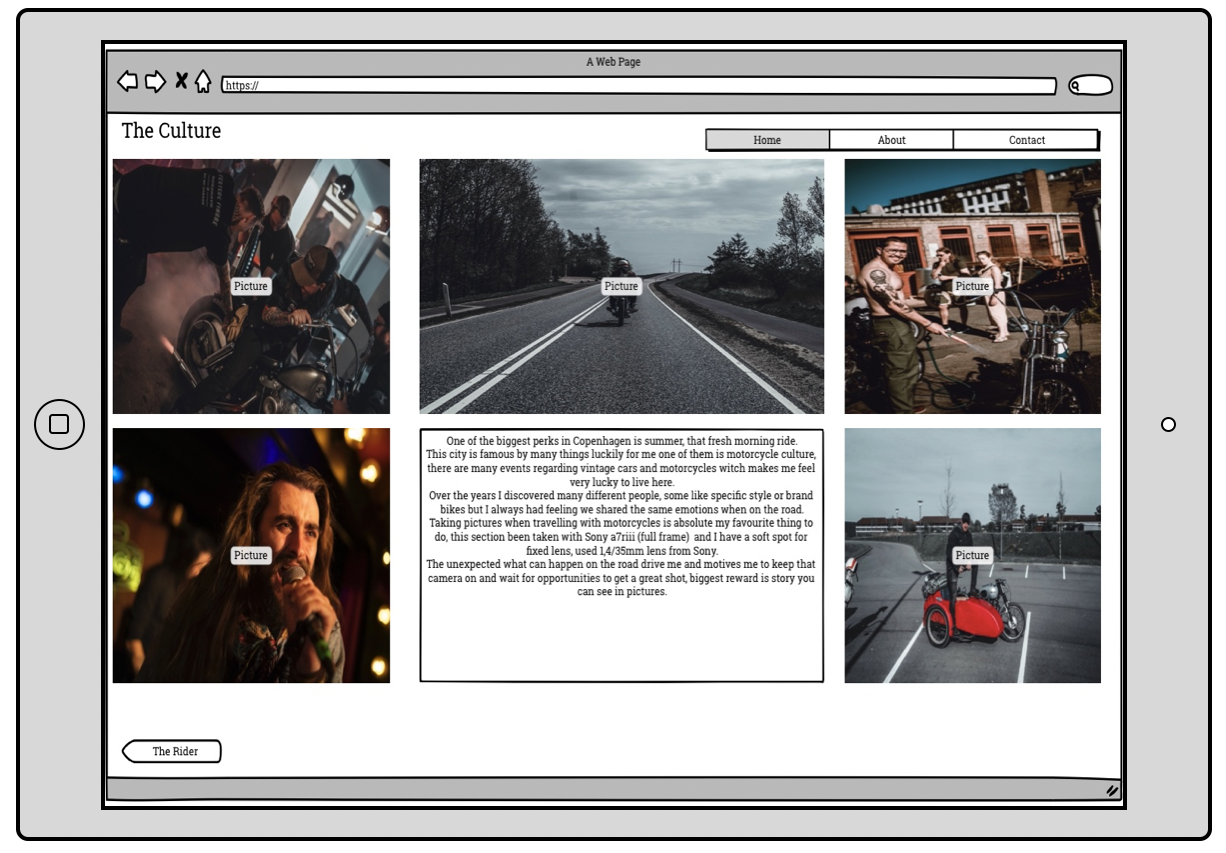 A Web Page
https://
The Culture
Home
About
Contact
Picture
Picture
Picture
Picture
One of the biggest perks in Copenhagen is summer, that fresh morning ride.
This city is famous by many things luckily for me one of them is motorcycle culture,
there are many events regarding vintage cars and motorcycles witch makes me feel
very lucky to live here.
Over the years I discovered many different people, some like specific style or brand
bikes but I always had feeling we shared the same emotions when on the road.
Taking pictures when travelling with motorcycles is absolute my favourite thing to
do, this section been taken with Sony a7riii (full frame)  and I have a soft spot for
fixed lens, used 1,4/35mm lens from Sony.
The unexpected what can happen on the road drive me and motives me to keep that
camera on and wait for opportunities to get a great shot, biggest reward is story you
can see in pictures.
Picture
The Rider